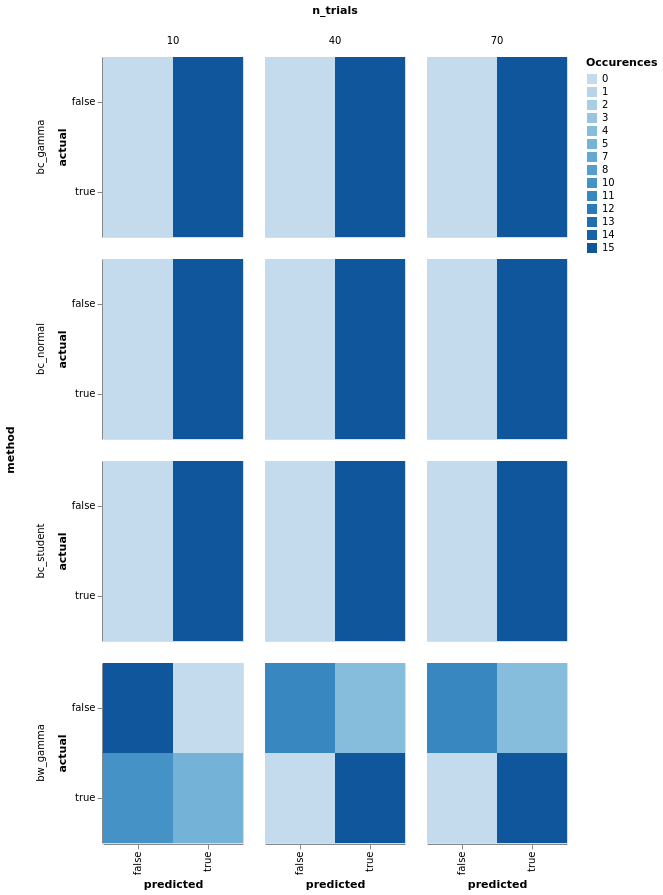 n_trials
10 40 70
Occurences
0
1
2
3
4
5
7
8
10
11
12
13
14
15
method
bc_gamma
actual
false
true
bc_normal
actual
false
true
bc_student
actual
false
true
bw_gamma
actual
false
true
false true false true false true
predicted predicted predicted